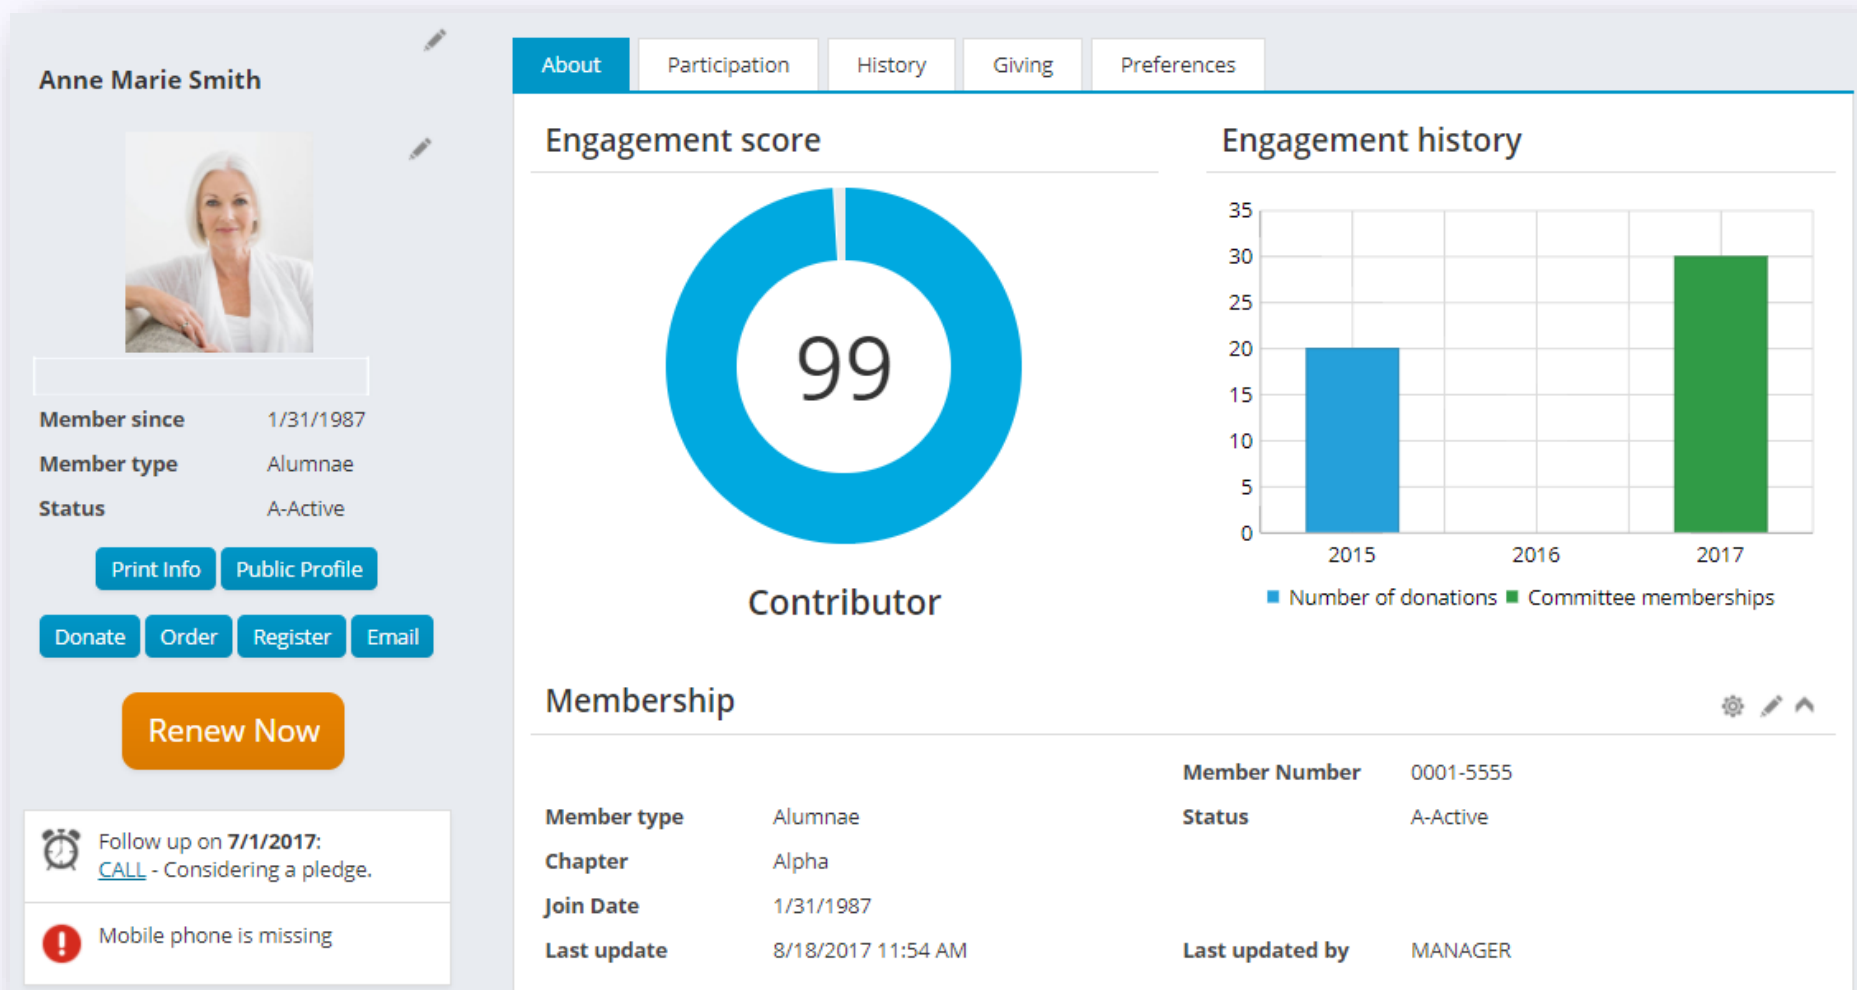 Anne Marie Smith
Member since 1/31/1987
Member type Alumnae
Status A-Active
Print Info Public Profile
Donate Order Register Email
Renew Now
Follow up on 7/1/2017:
CALL - Considering a pledge.
Mobile phone is missing
About Participation History Giving Preferences
Engagement score
99
Contributor
Engagement history
35
30
25
20
15
10
5
0
2015 2016 2017
Number of donations Committee memberships
Membership
Member Number 0001-5555
Member type Alumnae Status A-Active
Chapter Alpha
Join Date 1/31/1987
Last update 8/18/2017 11:54 AM Last updated by MANAGER